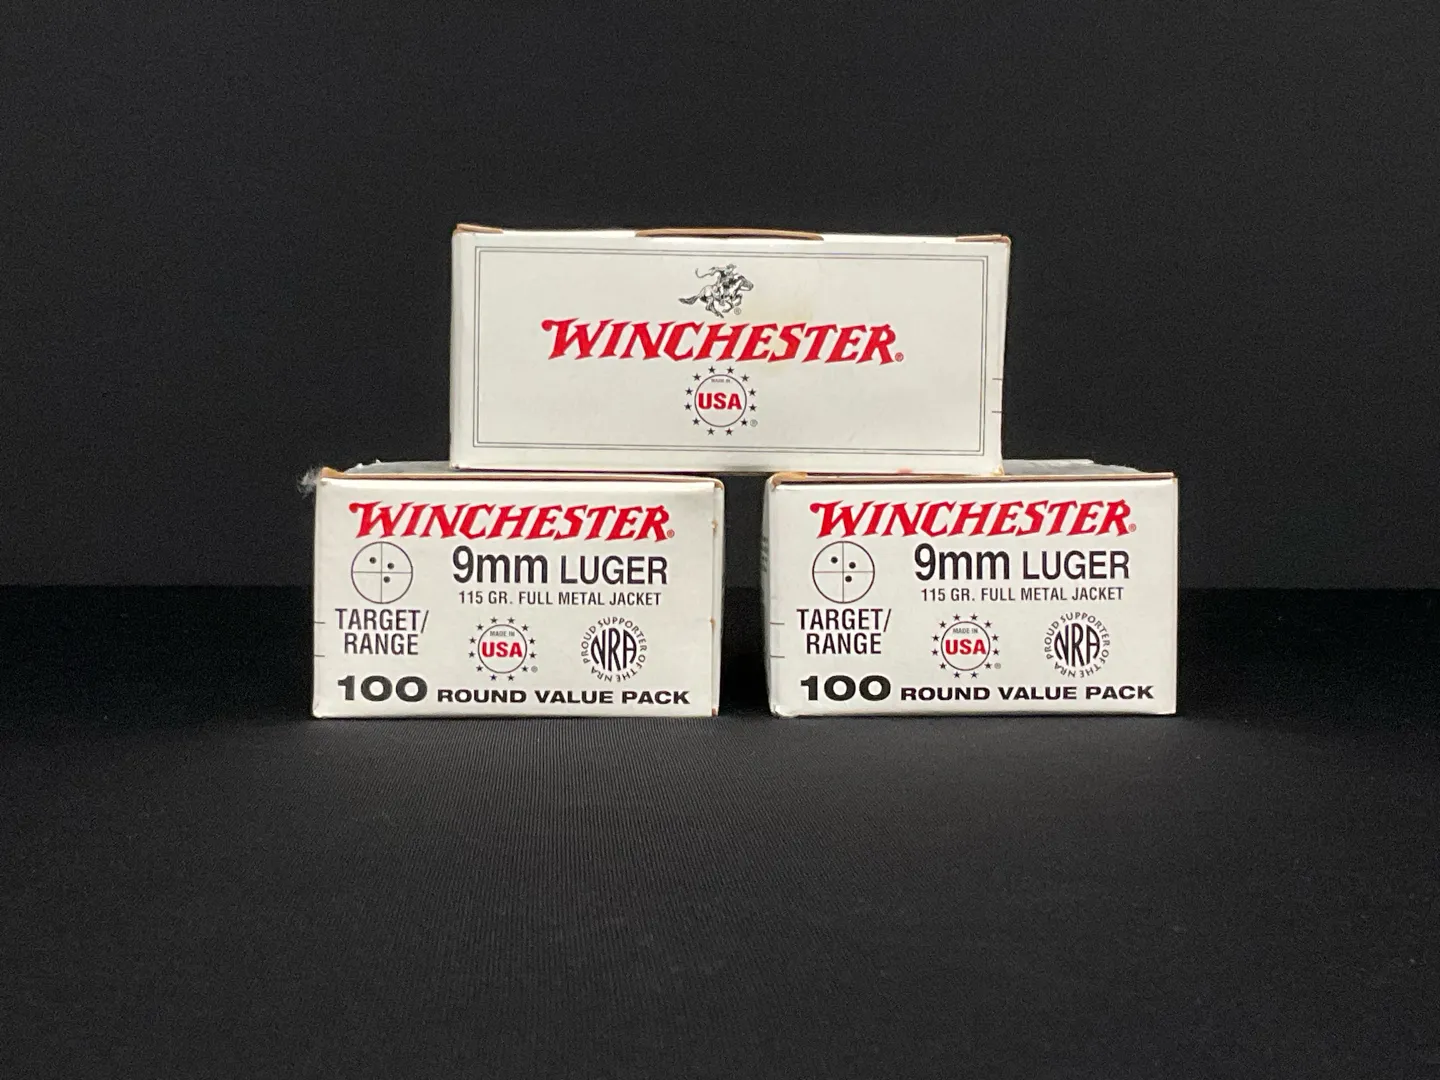 WINCHESTER®
MADE IN
USA
®
WINCHESTER®
9mm LUGER
115 GR. FULL METAL JACKET
TARGET/
RANGE
MADE IN
USA
®
PROUD SUPPORTER OF THE NRA
NRA
100 ROUND VALUE PACK
WINCHESTER®
9mm LUGER
115 GR. FULL METAL JACKET
TARGET/
RANGE
MADE IN
USA
®
PROUD SUPPORTER OF THE NRA
NRA
100 ROUND VALUE PACK